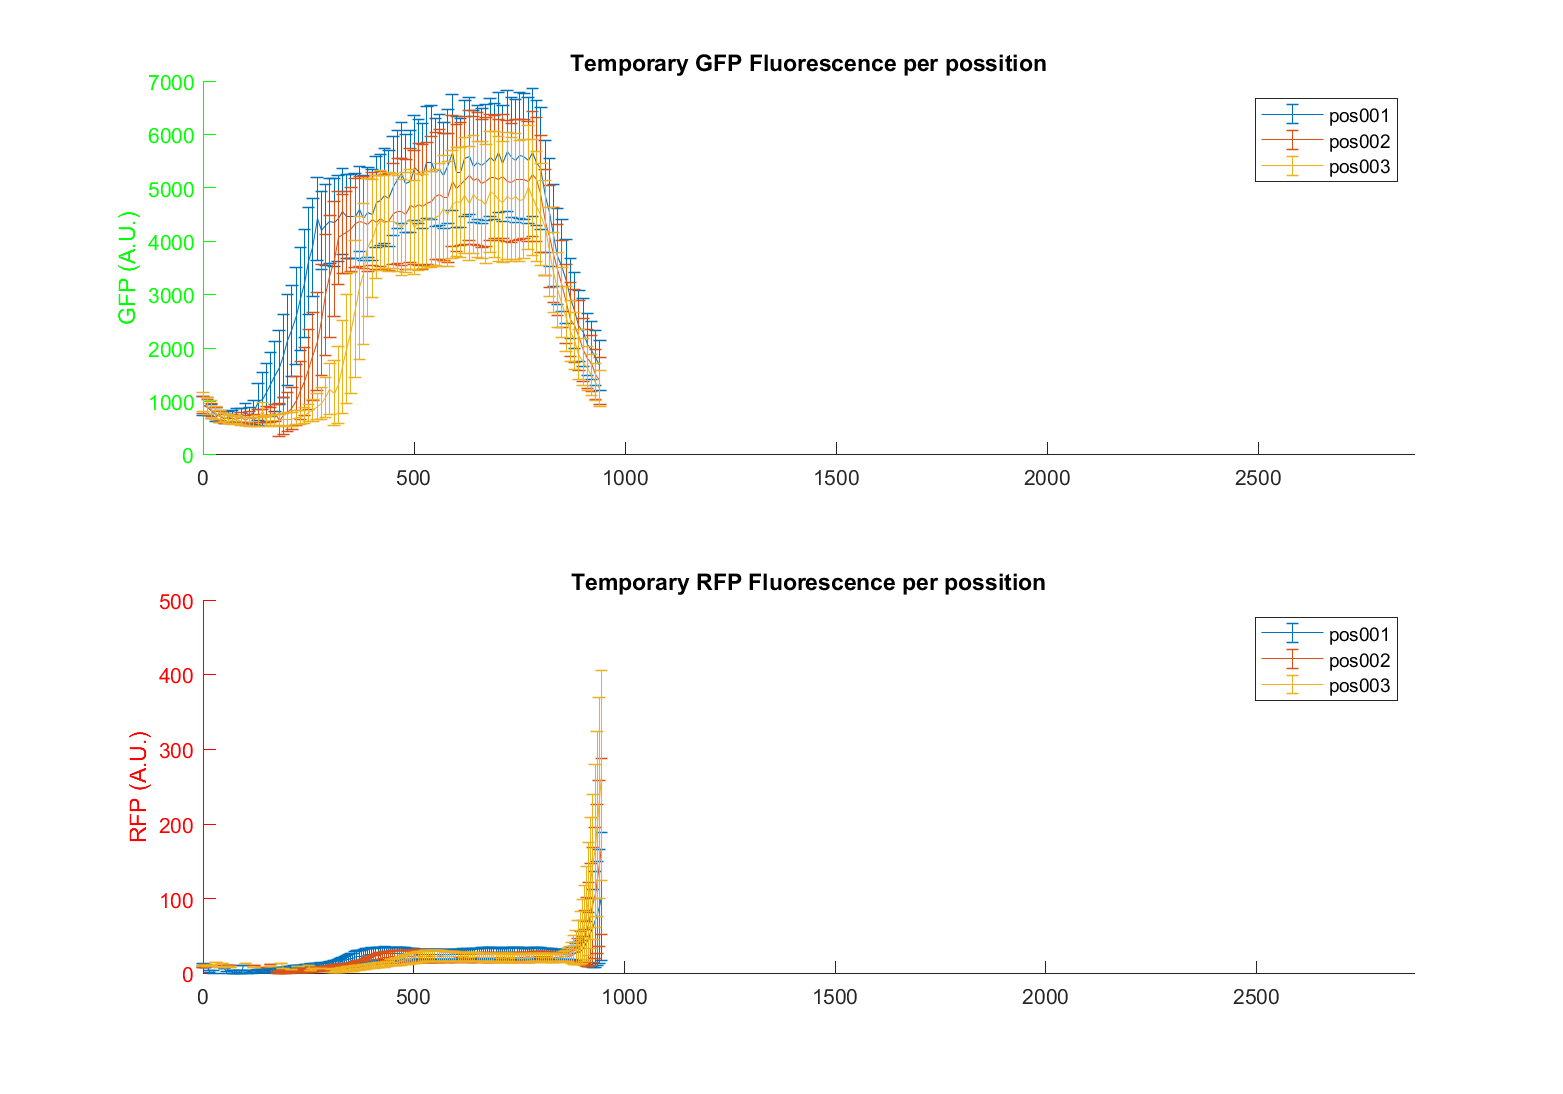 Temporary GFP Fluorescence per possition
GFP (A.U.)
7000
6000
5000
4000
3000
2000
1000
0
0 500 1000 1500 2000 2500
pos001
pos002
pos003
Temporary RFP Fluorescence per possition
RFP (A.U.)
500
400
300
200
100
0
0 500 1000 1500 2000 2500
pos001
pos002
pos003